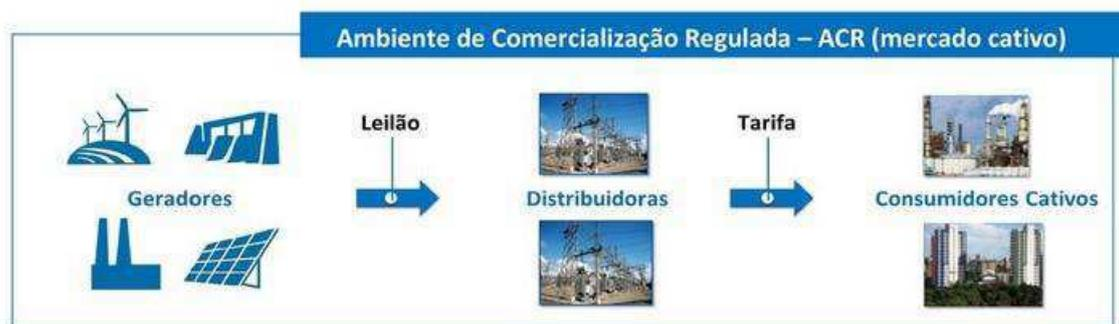 Ambiente de Comercialização Regulada – ACR (mercado cativo)
Leilão
Tarifa
Geradores
Distribuidoras
Consumidores Cativos